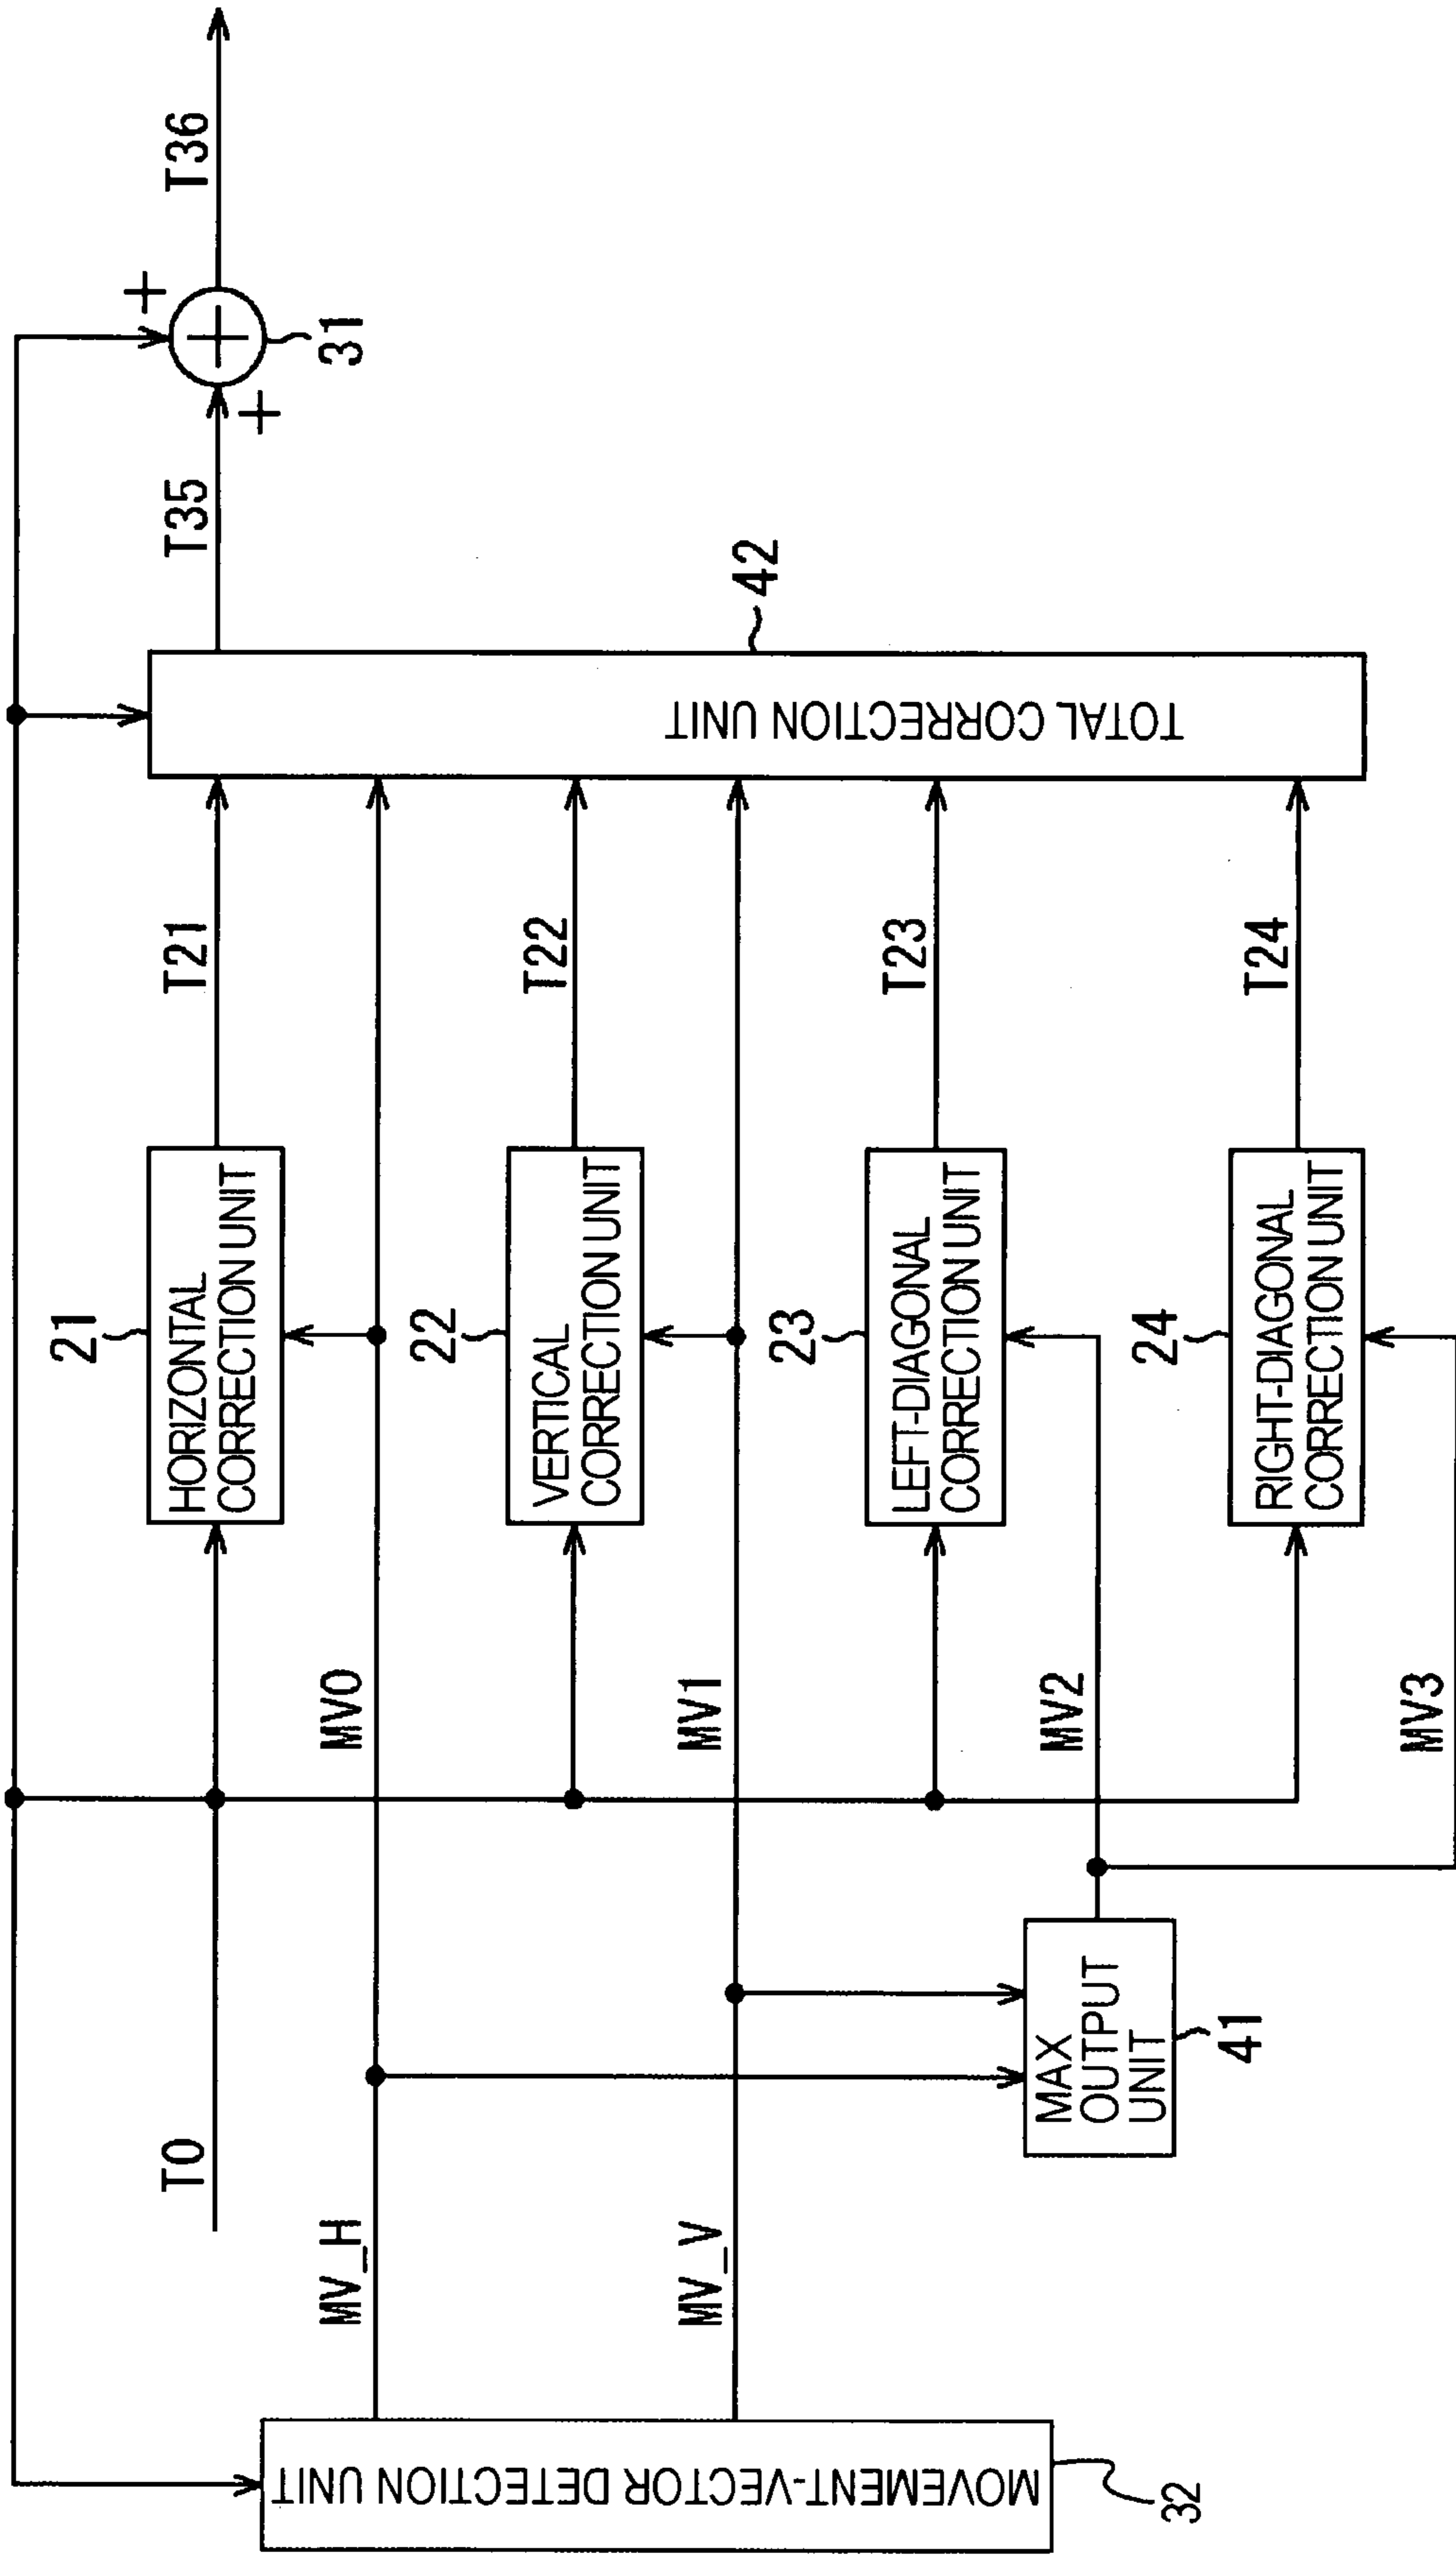 T0
MV_H
MV_V
MOVEMENT-VECTOR DETECTION UNIT
32
MAX
OUTPUT
UNIT
41
MV0
MV1
MV2
MV3
21
HORIZONTAL
CORRECTION UNIT
22
VERTICAL
CORRECTION UNIT
23
LEFT-DIAGONAL
CORRECTION UNIT
24
RIGHT-DIAGONAL
CORRECTION UNIT
T21
T22
T23
T24
TOTAL CORRECTION UNIT
42
T35
+
+
+
31
T36